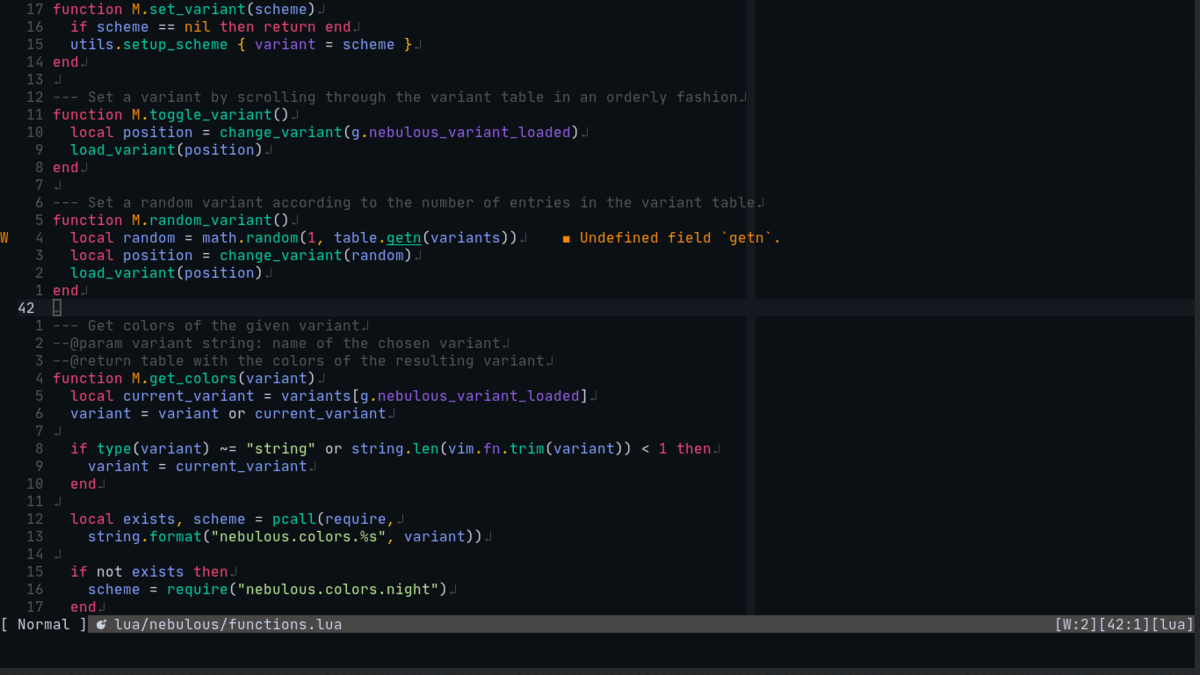 17 function M.set_variant(scheme)↲
16   if scheme == nil then return end↲
15   utils.setup_scheme { variant = scheme }↲
14 end↲
13 ↲
12 --- Set a variant by scrolling through the variant table in an orderly fashion↲
11 function M.toggle_variant()↲
10   local position = change_variant(g.nebulous_variant_loaded)↲
9   load_variant(position)↲
8 end↲
7 ↲
6 --- Set a random variant according to the number of entries in the variant table↲
5 function M.random_variant()↲
W 4   local random = math.random(1, table.getn(variants))↲ ■ Undefined field `getn`.
3   local position = change_variant(random)↲
2   load_variant(position)↲
1 end↲
42 ↲
1 --- Get colors of the given variant↲
2 --@param variant string: name of the chosen variant↲
3 --@return table with the colors of the resulting variant↲
4 function M.get_colors(variant)↲
5   local current_variant = variants[g.nebulous_variant_loaded]↲
6   variant = variant or current_variant↲
7 ↲
8   if type(variant) ~= "string" or string.len(vim.fn.trim(variant)) < 1 then↲
9     variant = current_variant↲
10   end↲
11 ↲
12   local exists, scheme = pcall(require,↲
13     string.format("nebulous.colors.%s", variant))↲
14 ↲
15   if not exists then↲
16     scheme = require("nebulous.colors.night")↲
17   end↲
[ Normal ] lua/nebulous/functions.lua [W:2][42:1][lua]